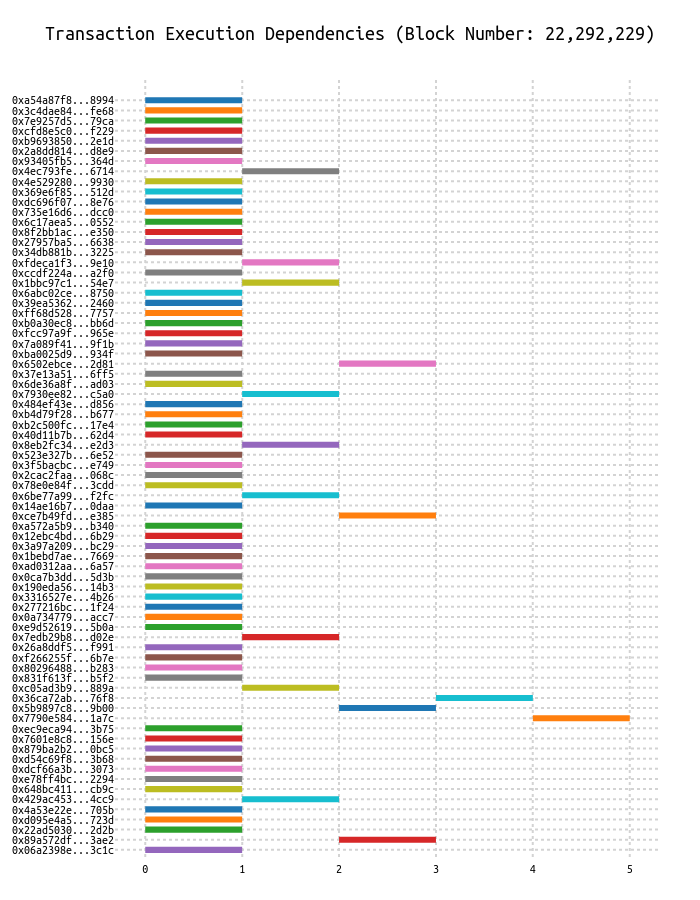 Transaction Execution Dependencies (Block Number: 22,292,229)
0xa54a87f8...8994
0x3c4dae84...fe68
0x7e9257d5...79ca
0xcfd8e5c0...f229
0xb9693850...2e1d
0x2a8dd814...d8e9
0x93405fb5...364d
0x4ec793fe...6714
0x4e529280...9930
0x369e6f85...512d
0xdc696f07...8e76
0x735e16d6...dcc0
0x6c17aea5...0552
0x8f2bb1ac...e350
0x27957ba5...6638
0x34db881b...3225
0xfdeca1f3...9e10
0xccdf224a...a2f0
0x1bbc97c1...54e7
0x6abc02ce...8750
0x39ea5362...2460
0xff68d528...7757
0xb0a30ec8...bb6d
0xfcc97a9f...965e
0x7a089f41...9f1b
0xba0025d9...934f
0x6502ebce...2d81
0x37e13a51...6ff5
0x6de36a8f...ad03
0x7930ee82...c5a0
0x484ef43e...d856
0xb4d79f28...b677
0xb2c500fc...17e4
0x40d11b7b...62d4
0x8eb2fc34...e2d3
0x523e327b...6e52
0x3f5bacbc...e749
0x2cac2faa...068c
0x78e0e84f...3cdd
0x6be77a99...f2fc
0x14ae16b7...0daa
0xce7b49fd...e385
0xa572a5b9...b340
0x12ebc4bd...6b29
0x3a97a209...bc29
0x1bebd7ae...7669
0xad0312aa...6a57
0x0ca7b3dd...5d3b
0x190eda56...14b3
0x3316527e...4b26
0x277216bc...1f24
0x0a734779...acc7
0xe9d52619...5b0a
0x7edb29b8...d02e
0x26a8ddf5...f991
0xf266255f...6b7e
0x80296488...b283
0x831f613f...b5f2
0xc05ad3b9...889a
0x36ca72ab...76f8
0x5b9897c8...9b00
0x7790e584...1a7c
0xec9eca94...3b75
0x7601e8c8...156e
0x879ba2b2...0bc5
0xd54c69f8...3b68
0xdcf66a3b...3073
0xe78ff4bc...2294
0x648bc411...cb9c
0x429ac453...4cc9
0x4a53e22e...705b
0xd095e4a5...723d
0x22ad5030...2d2b
0x89a572df...3ae2
0x06a2398e...3c1c
0 1 2 3 4 5